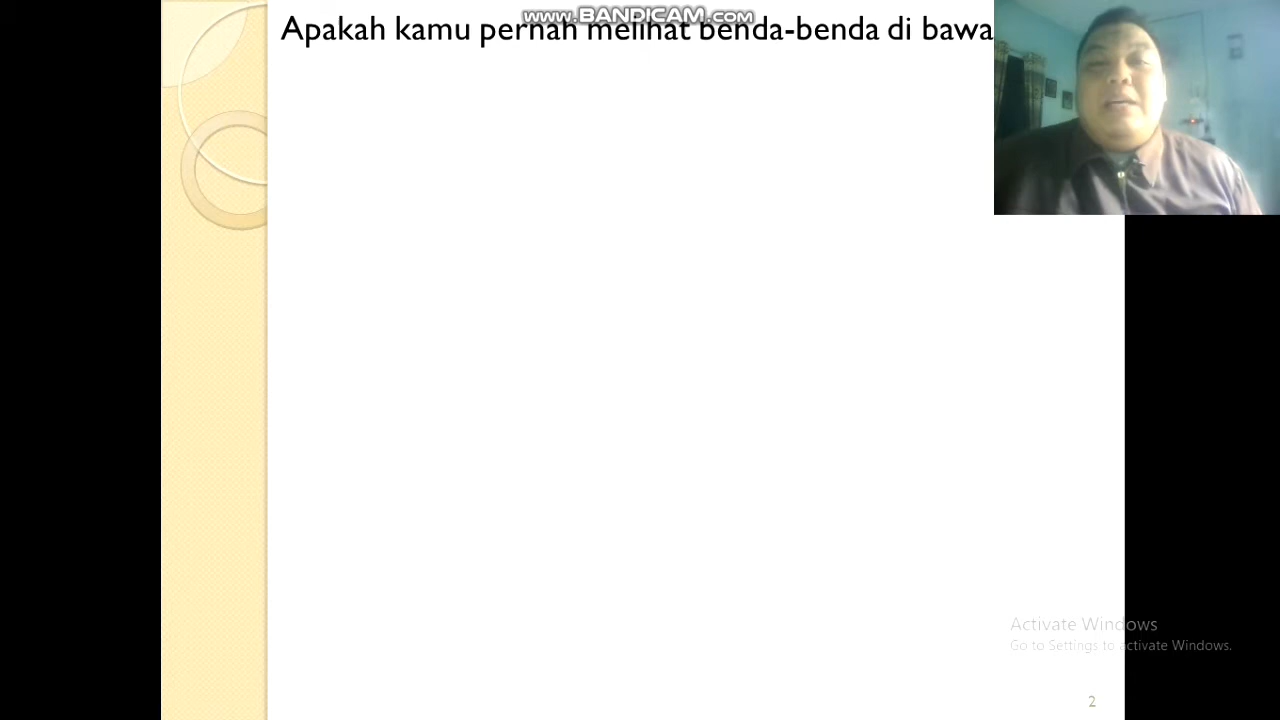 www.BANDICAM.com
Apakah kamu pernah melihat benda-benda di bawa
Activate Windows
Go to Settings to activate Windows.
2